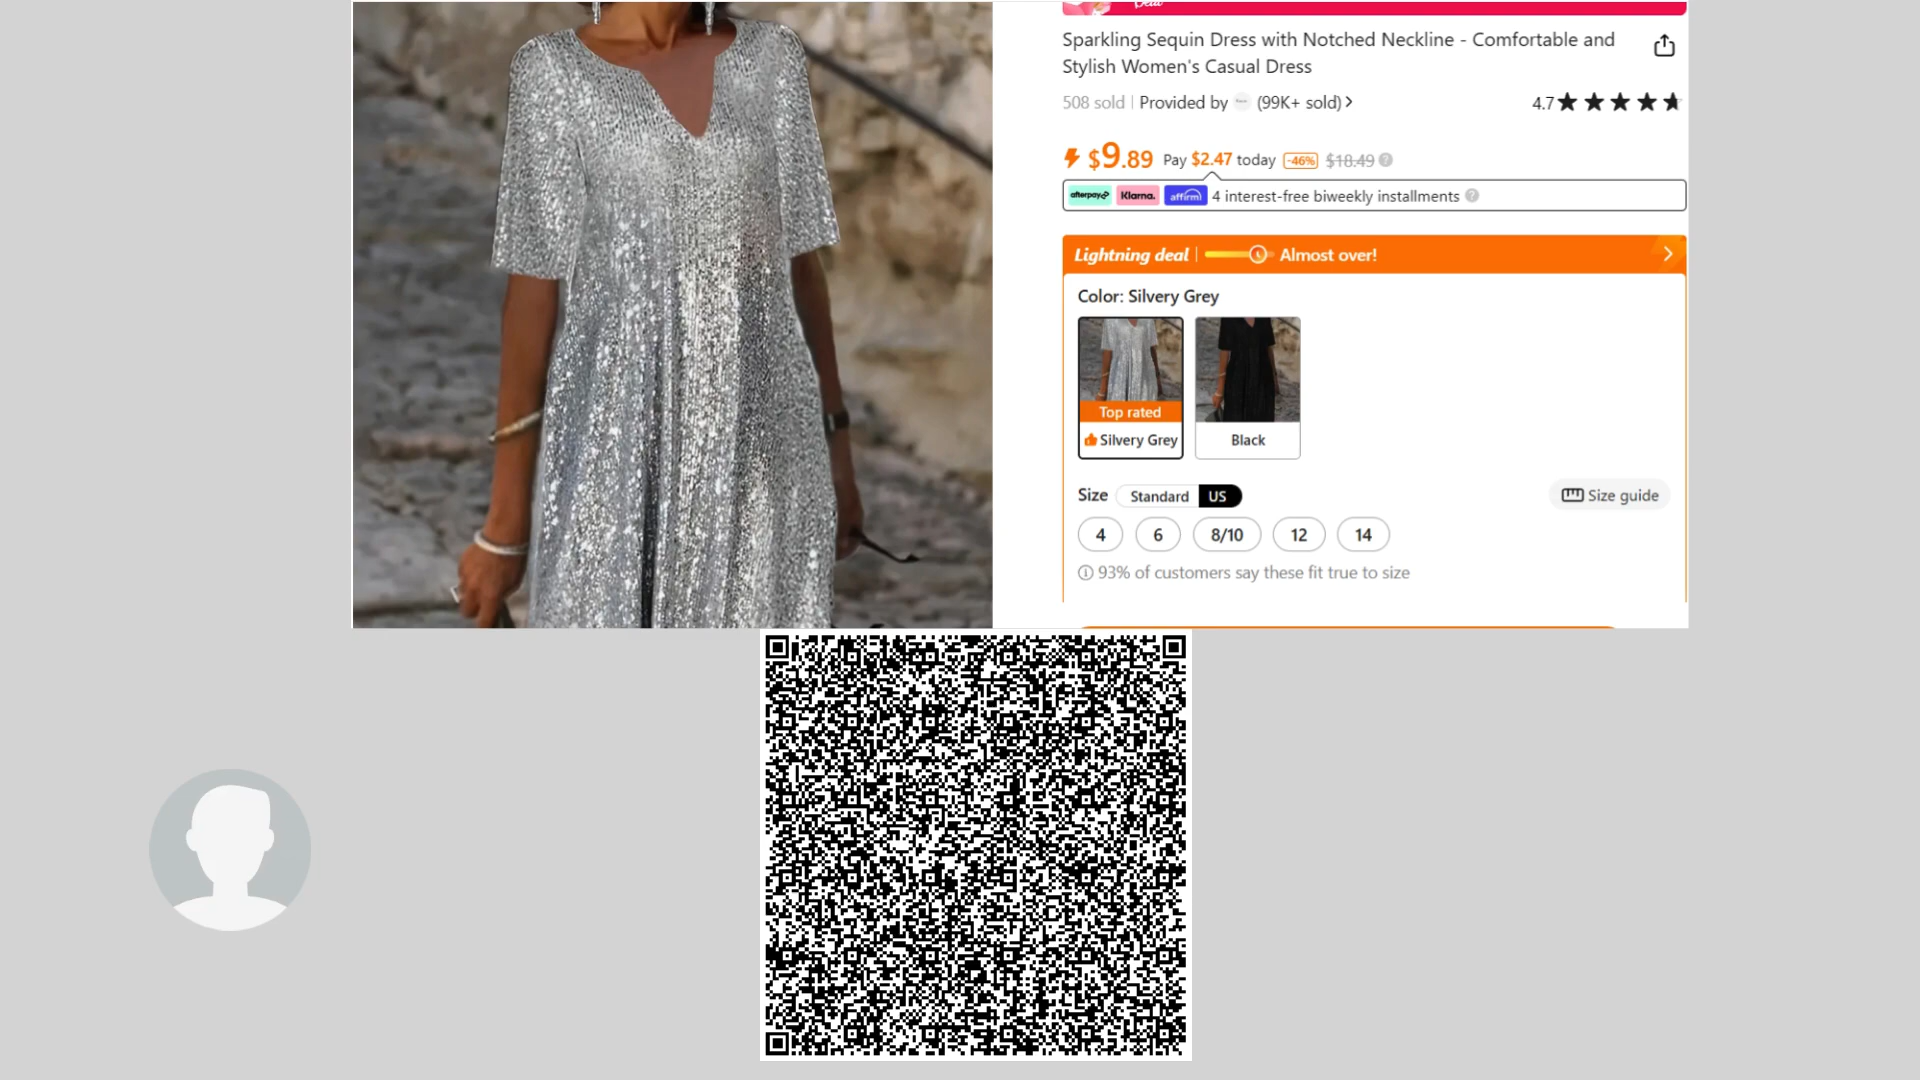 Sparkling Sequin Dress with Notched Neckline - Comfortable and
Stylish Women's Casual Dress
508 sold | Provided by (99K+ sold) >
4.7
$9.89 Pay $2.47 today -46% $18.49 ?
afterpay Klarna. affirm 4 interest-free biweekly installments ?
Lightning deal | Almost over!
Color: Silvery Grey
Top rated
Silvery Grey
Black
Size Standard US
Size guide
4 6 8/10 12 14
93% of customers say these fit true to size